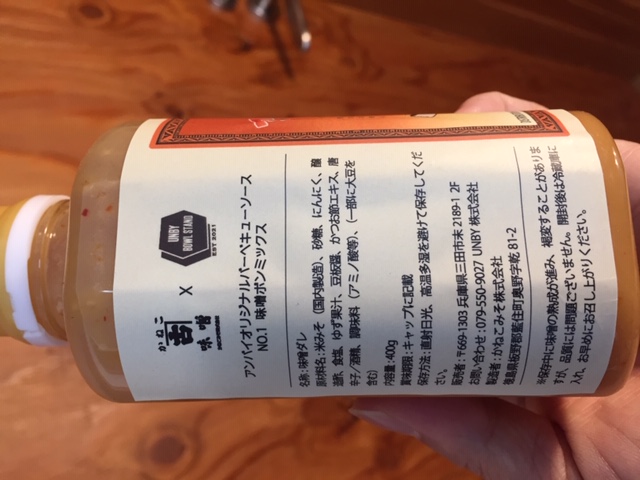 かねこ
味噌
X
UNBY
BOWL STAND
EST 2021
アンバイオリジナルバーベキューソース
NO.1 味噌ポンミックス
名称:味噌ダレ
原材料名:米みそ(国内製造)、砂糖、にんにく、醸
造酢、食塩、ゆず果汁、豆板醤、かつお節エキス、唐
辛子/酒精、調味料(アミノ酸等)、(一部に大豆を
含む)
内容量:400g
賞味期限:キャップに記載
保存方法:直射日光、高温多湿を避けて保存してくだ
さい。
販売者:〒669-1303 兵庫県三田市末 2189-1 2F
お問い合わせ:079-550-9027 UNBY 株式会社
製造者:かねこみそ株式会社
徳島県板野郡藍住町奥野字乾 81-2
※保存中に味噌の熟成が進み、褐変することがありま
すが、品質には問題ございません。開封後は冷蔵庫に
入れ、お早めにお召し上がりください。